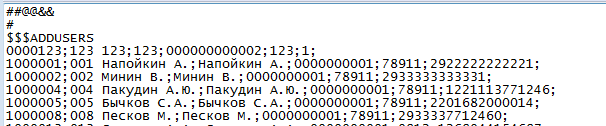 ##@@&&
#
$$$ADDUSERS
0000123;123 123;123;000000000002;123;1;
1000001;001 Напойкин А.;Напойкин А.;0000000001;78911;2922222222221;
1000002;002 Минин В.;Минин В.;0000000001;78911;2933333333331;
1000004;004 Пакудин А.Ю.;Пакудин А.Ю.;0000000001;78911;1221113771246;
1000005;005 Бычков С.А.;Бычков С.А.;0000000001;78911;2201682000014;
1000008;008 Песков М.;Песков М.;0000000001;78911;2933337712460;